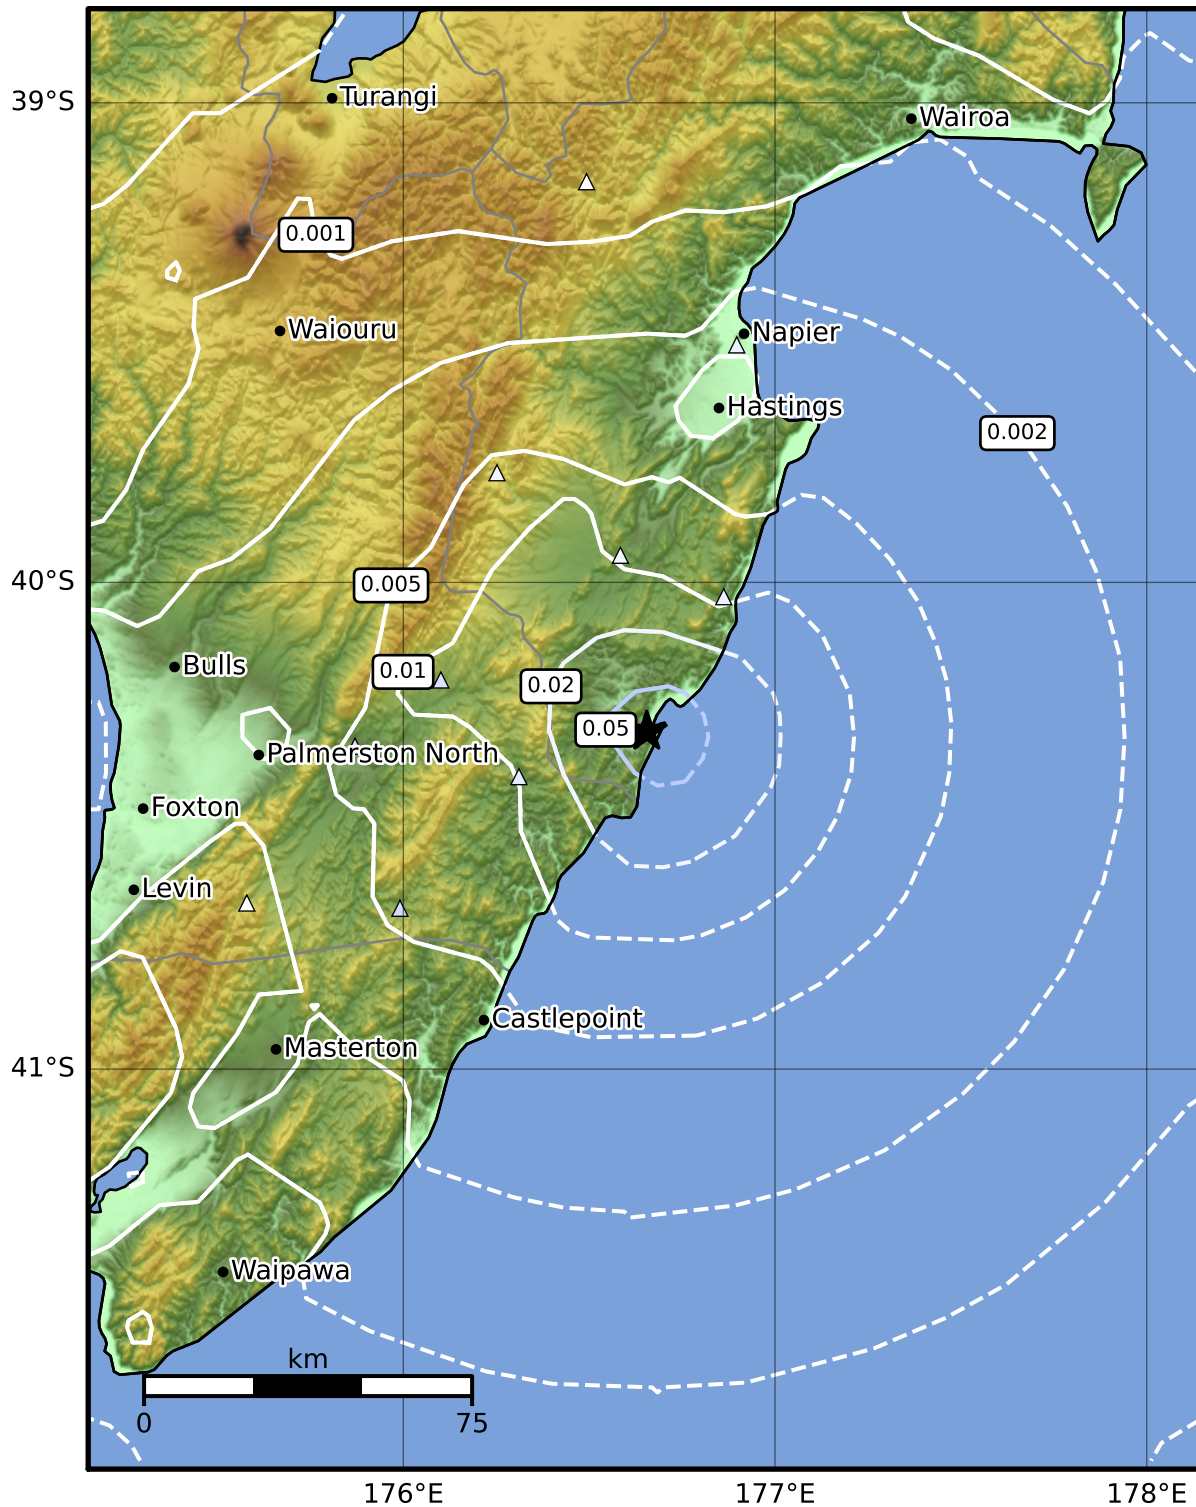 39°S
Turangi
Wairoa
0.001
Waiouru
Napier
Hastings
0.002
40°S
0.005
Bulls
0.01
0.02
0.05
Palmerston North
Foxton
Levin
Castlepoint
Masterton
41°S
Waipawa
km
0 75
176°E 177°E 178°E